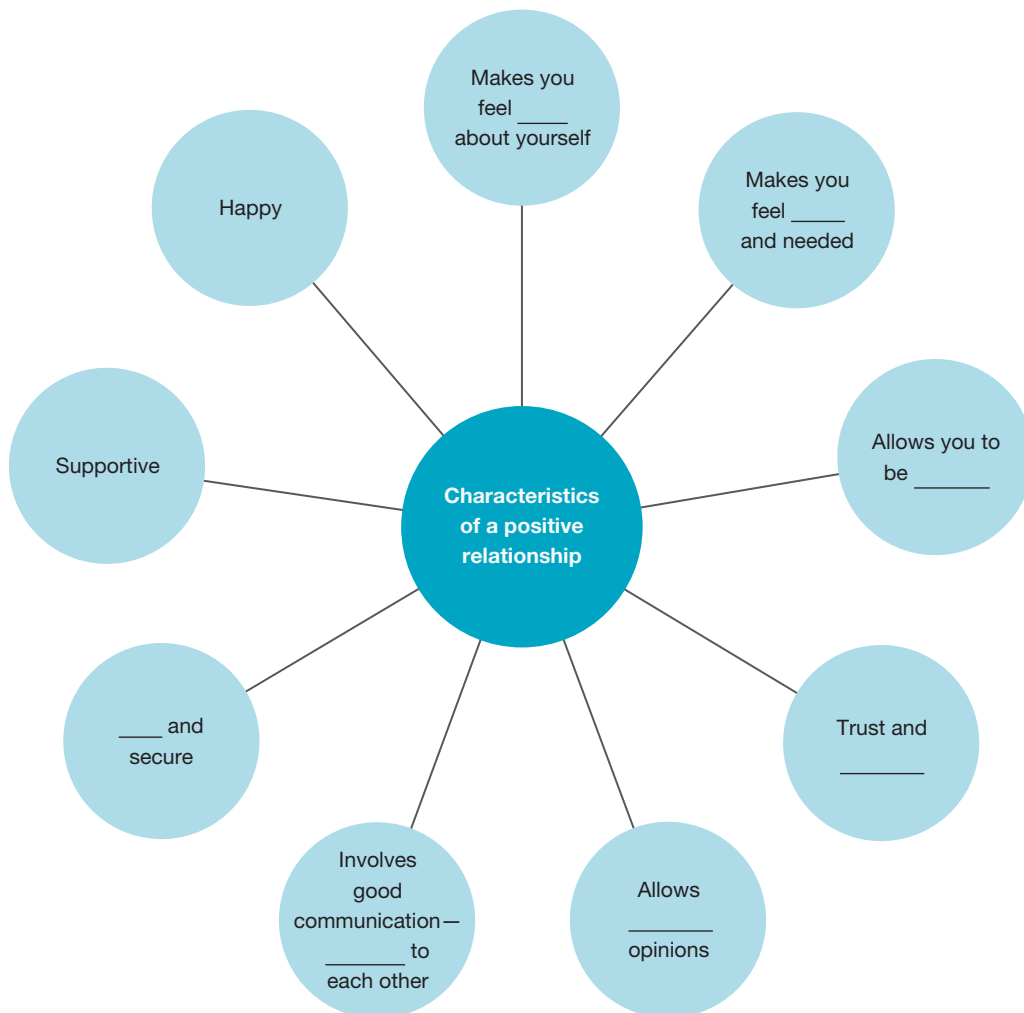 Makes you
feel _____
about yourself
Makes you
feel _____
and needed
Allows you to
be _______
Trust and
________
Allows
________
opinions
Involves
good
communication—
________ to
each other
____ and
secure
Supportive
Happy
Characteristics
of a positive
relationship